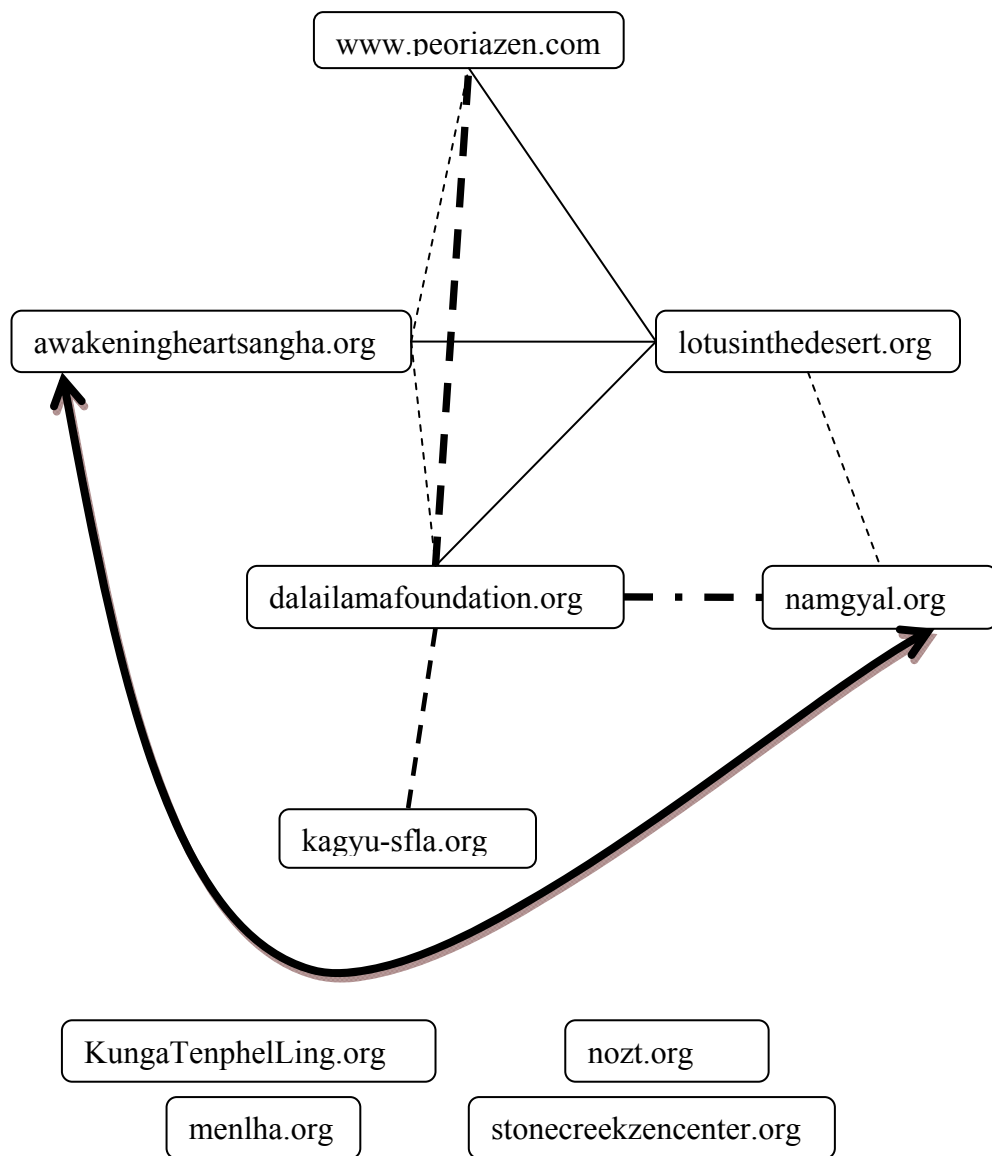 www.peoriazen.com
awakeningheartsangha.org
lotusinthedesert.org
dalailamafoundation.org
namgyal.org
kagyu-sfla.org
KungaTenphelLing.org
nozt.org
menlha.org
stonecreekzencenter.org